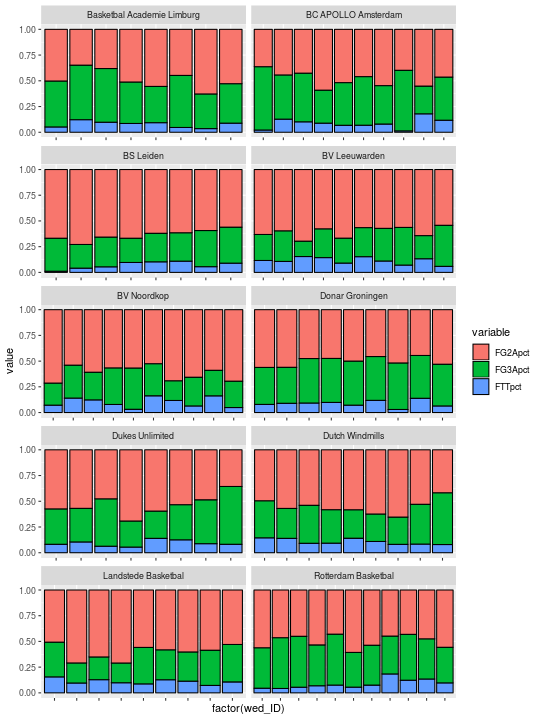 Basketbal Academie Limburg
BC APOLLO Amsterdam
1.00
0.75
0.50
0.25
0.00
BS Leiden
BV Leeuwarden
1.00
0.75
0.50
0.25
0.00
BV Noordkop
Donar Groningen
1.00
0.75
0.50
0.25
0.00
Dukes Unlimited
Dutch Windmills
1.00
0.75
0.50
0.25
0.00
Landstede Basketbal
Rotterdam Basketbal
1.00
0.75
0.50
0.25
0.00
value
factor(wed_ID)
variable
FG2Apct
FG3Apct
FTTpct